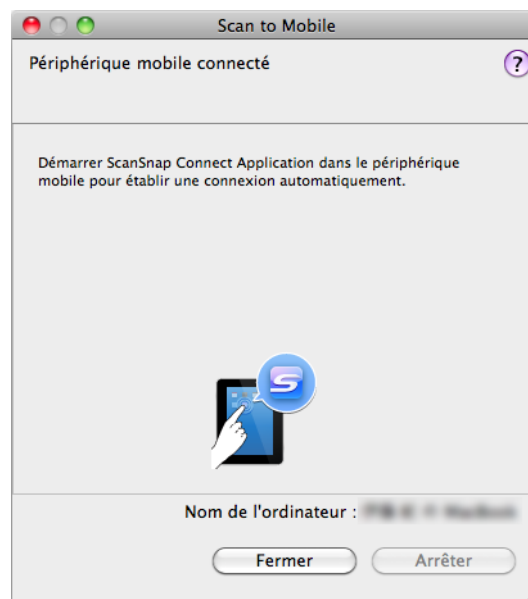 Scan to Mobile
Périphérique mobile connecté
?
Démarrer ScanSnap Connect Application dans le périphérique
mobile pour établir une connexion automatiquement.
S
Nom de l'ordinateur :
Fermer
Arrêter